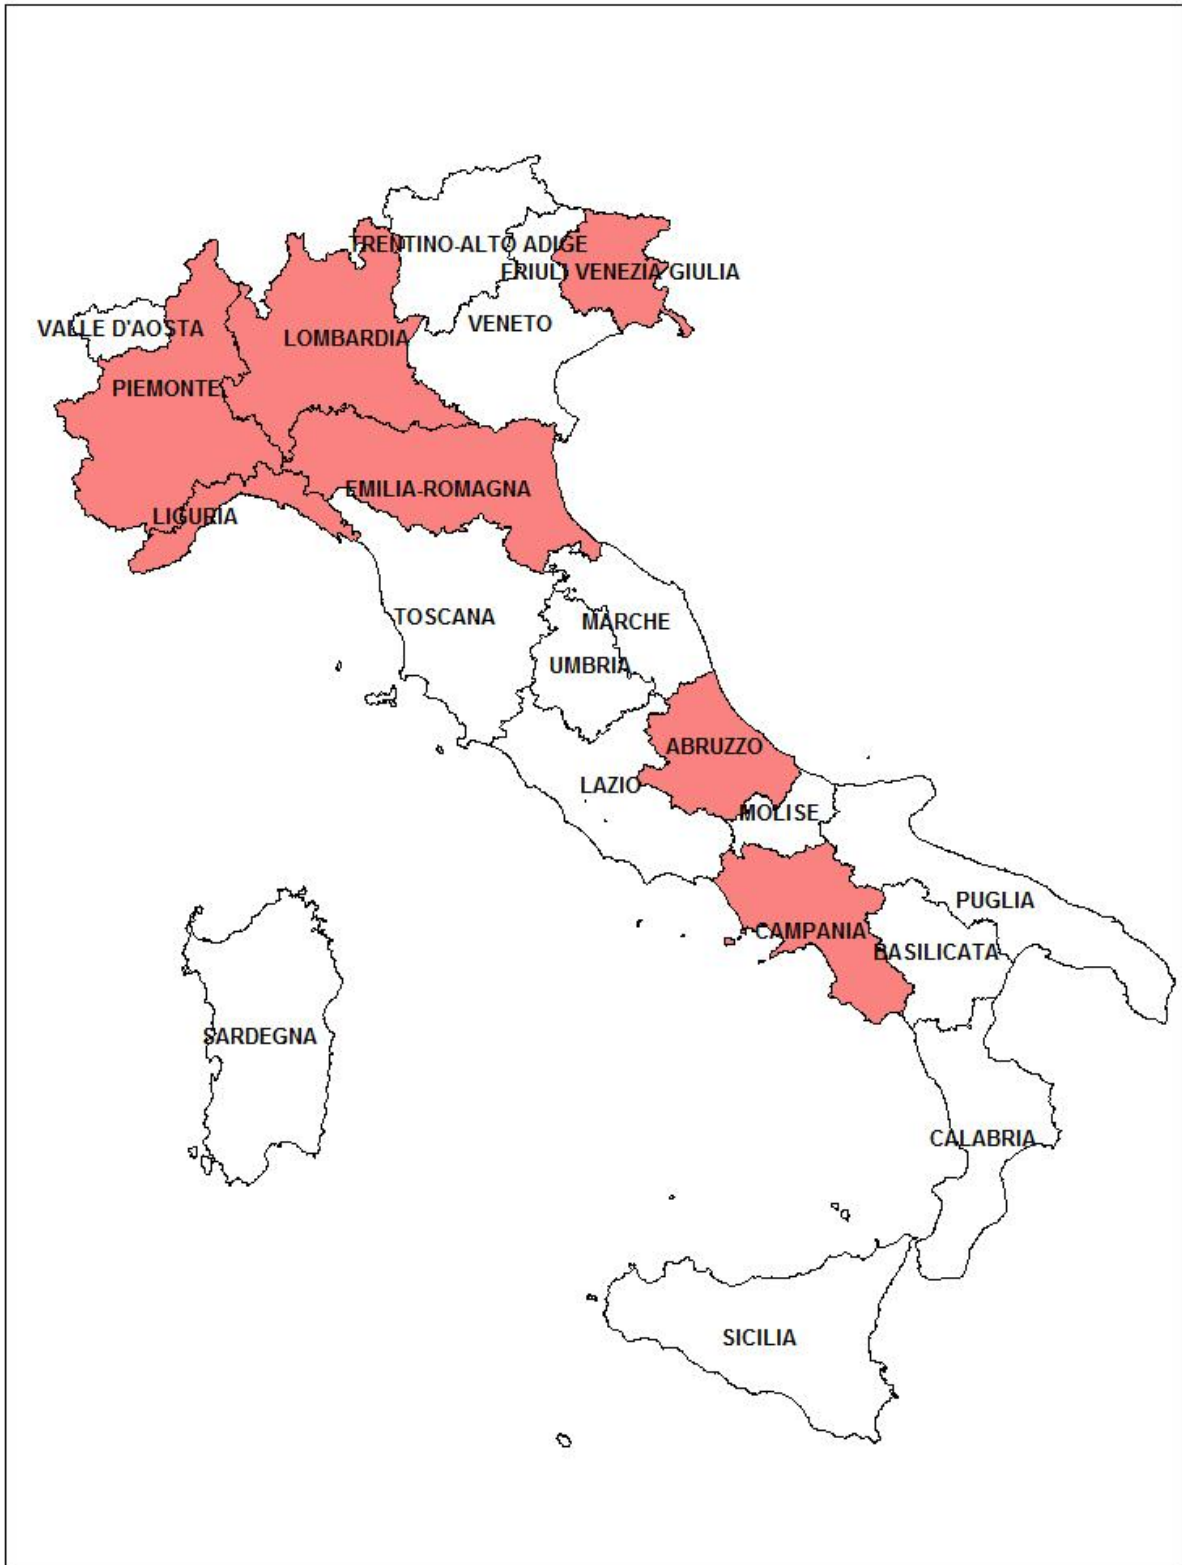 TRENTINO-ALTO ADIGE
FRIULI VENEZIA GIULIA
VENETO
VALLE D'AOSTA
LOMBARDIA
PIEMONTE
EMILIA-ROMAGNA
LIGURIA
TOSCANA
MARCHE
UMBRIA
ABRUZZO
LAZIO
MOLISE
PUGLIA
CAMPANIA
BASILICATA
SARDEGNA
CALABRIA
SICILIA